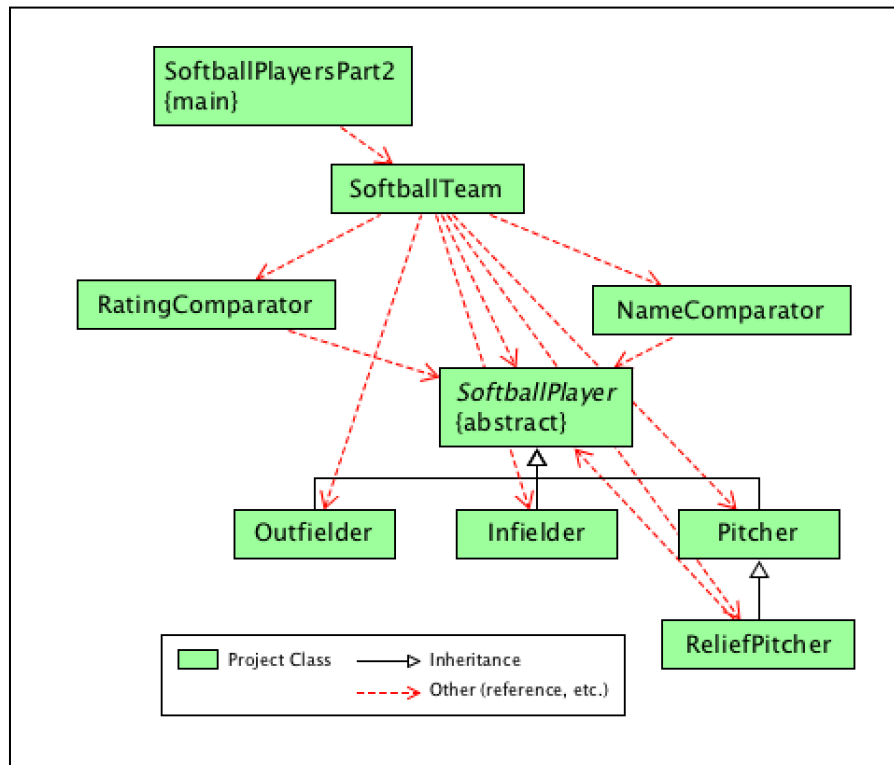 SoftballPlayersPart2
{main}
SoftballTeam
RatingComparator
NameComparator
SoftballPlayer
{abstract}
Outfielder
Infielder
Pitcher
ReliefPitcher
Project Class
Inheritance
Other (reference, etc.)